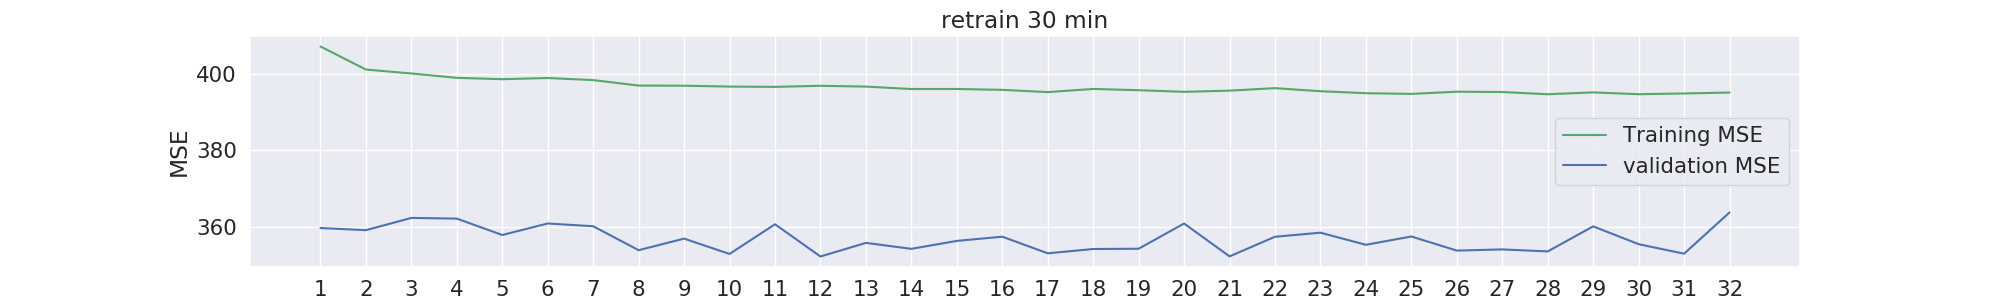 retrain 30 min
MSE
400
380
360
Training MSE
validation MSE
1 2 3 4 5 6 7 8 9 10 11 12 13 14 15 16 17 18 19 20 21 22 23 24 25 26 27 28 29 30 31 32